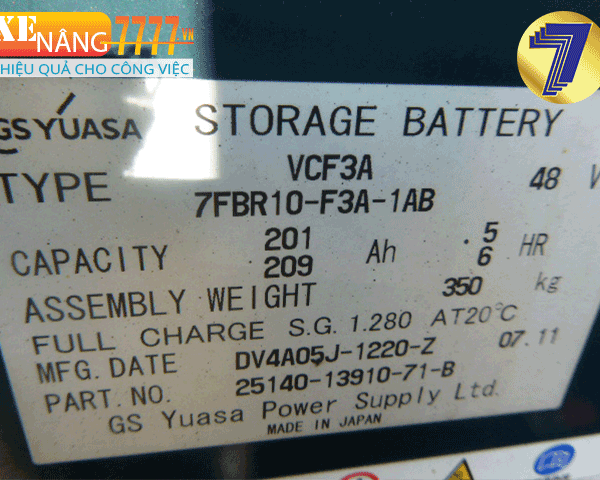 XE
NÂNG7777.VN
HIỆU QUẢ CHO CÔNG VIỆC
7
GS YUASA STORAGE BATTERY
TYPE VCF3A 48 V
7FBR10-F3A-1AB
CAPACITY 201 Ah 5 HR
209 6
ASSEMBLY WEIGHT 350 kg
FULL CHARGE S.G. 1.280 AT20℃
MFG. DATE DV4A05J-1220-Z 07.11
PART.NO. 25140-13910-71-B
GS Yuasa Power Supply Ltd.
MADE IN JAPAN